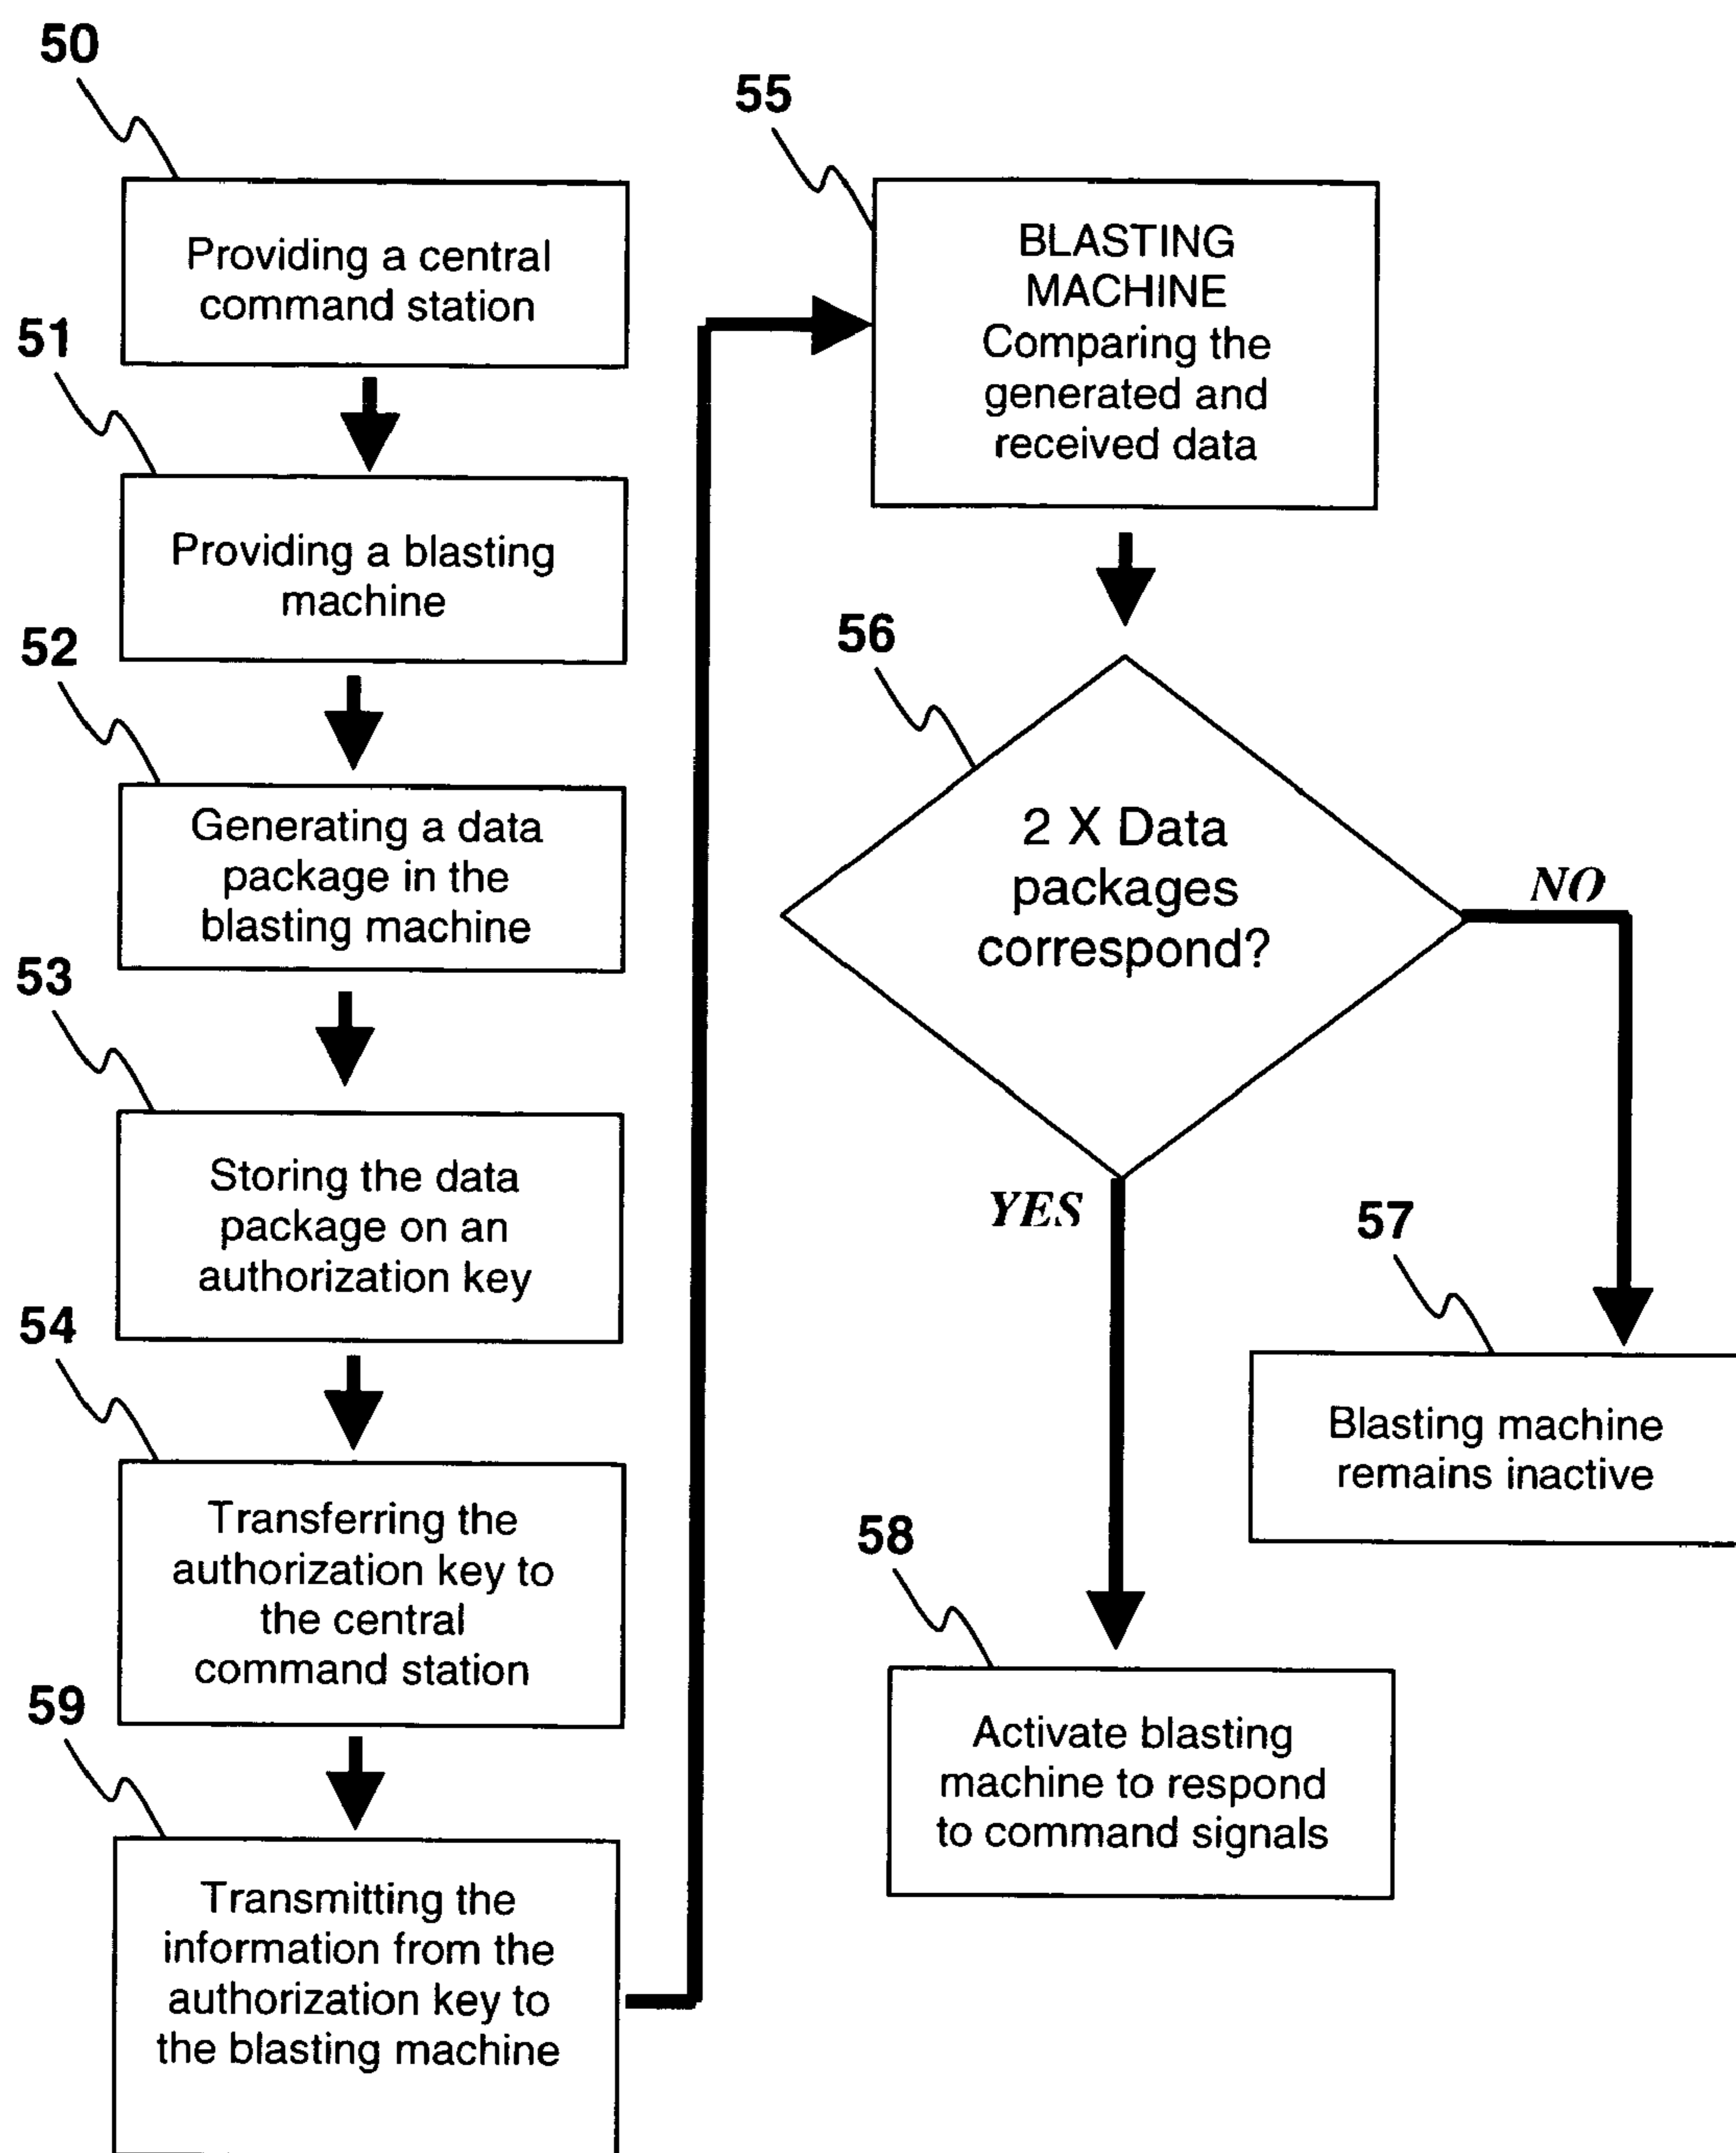 50
Providing a central
command station
51
Providing a blasting
machine
52
Generating a data
package in the
blasting machine
53
Storing the data
package on an
authorization key
54
Transferring the
authorization key to
the central
command station
59
Transmitting the
information from the
authorization key to
the blasting machine
55
BLASTING
MACHINE
Comparing the
generated and
received data
56
2 X Data
packages
correspond?
NO
YES
57
Blasting machine
remains inactive
58
Activate blasting
machine to respond
to command signals